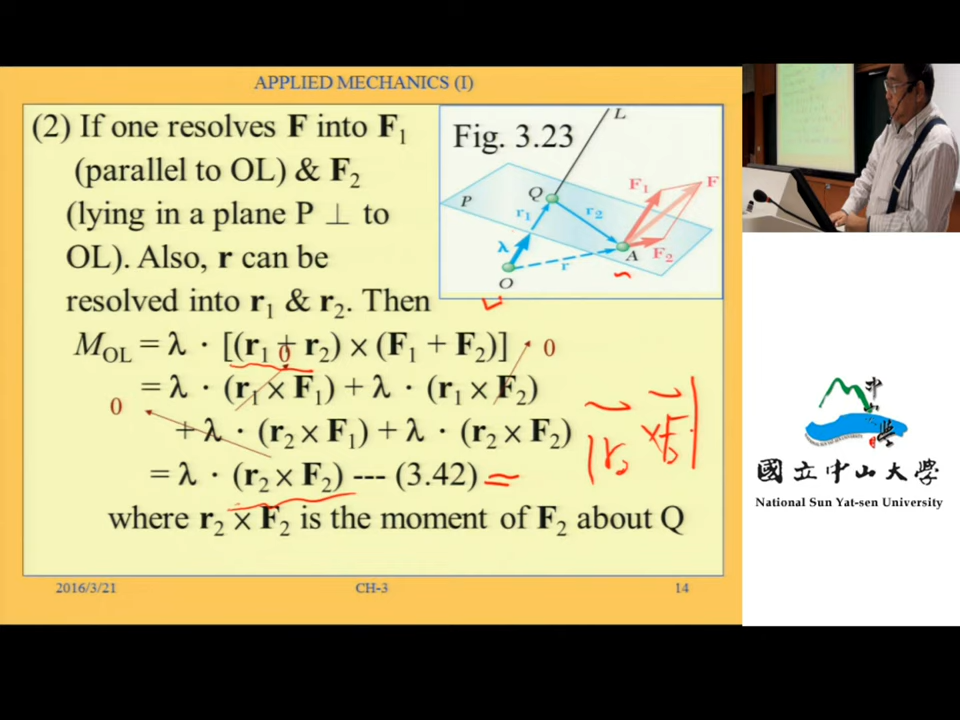 APPLIED MECHANICS (I)
(2) If one resolves F into F₁
(parallel to OL) & F₂
(lying in a plane P ⊥ to
OL). Also, r can be
resolved into r₁ & r₂. Then
M_OL = λ · [(r₁ + r₂) × (F₁ + F₂)]
0
0
= λ · (r₁ × F₁) + λ · (r₁ × F₂)
0
+ λ · (r₂ × F₁) + λ · (r₂ × F₂)
= λ · (r₂ × F₂) --- (3.42) =
where r₂ × F₂ is the moment of F₂ about Q
|r₂ × F₂|
Fig. 3.23
L
Q
P
F₁
F
r₁
r₂
λ
A
F₂
r
O
2016/3/21
CH-3
14
國立中山大學
National Sun Yat-sen University